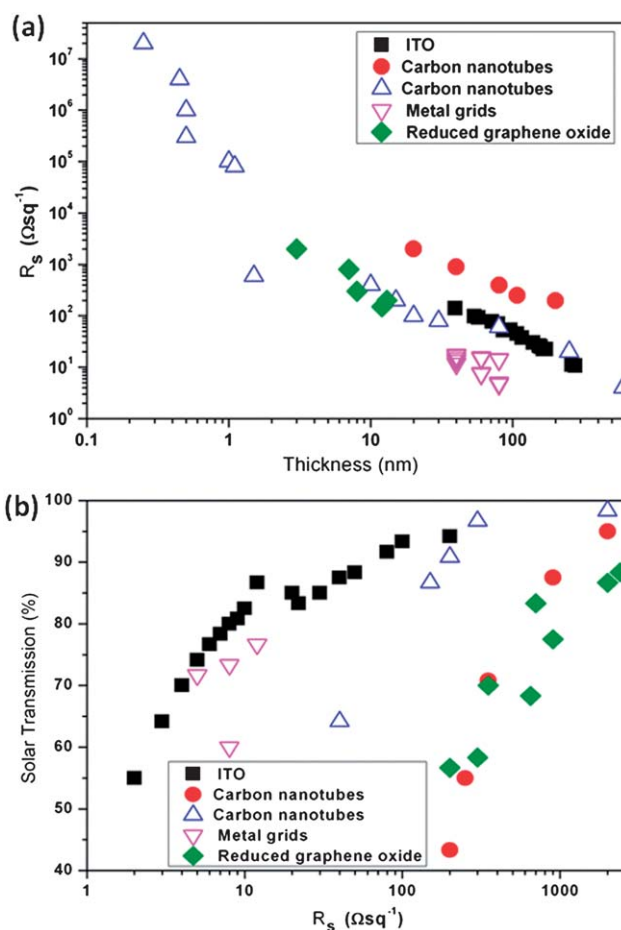 (a)
ITO
Carbon nanotubes
Carbon nanotubes
Metal grids
Reduced graphene oxide
10⁷
10⁶
10⁵
10⁴
10³
10²
10¹
10⁰
Rₛ (Ωsq⁻¹)
0.1 1 10 100
Thickness (nm)
(b)
100
90
80
70
60
50
40
Solar Transmission (%)
ITO
Carbon nanotubes
Carbon nanotubes
Metal grids
Reduced graphene oxide
1 10 100 1000
Rₛ (Ωsq⁻¹)